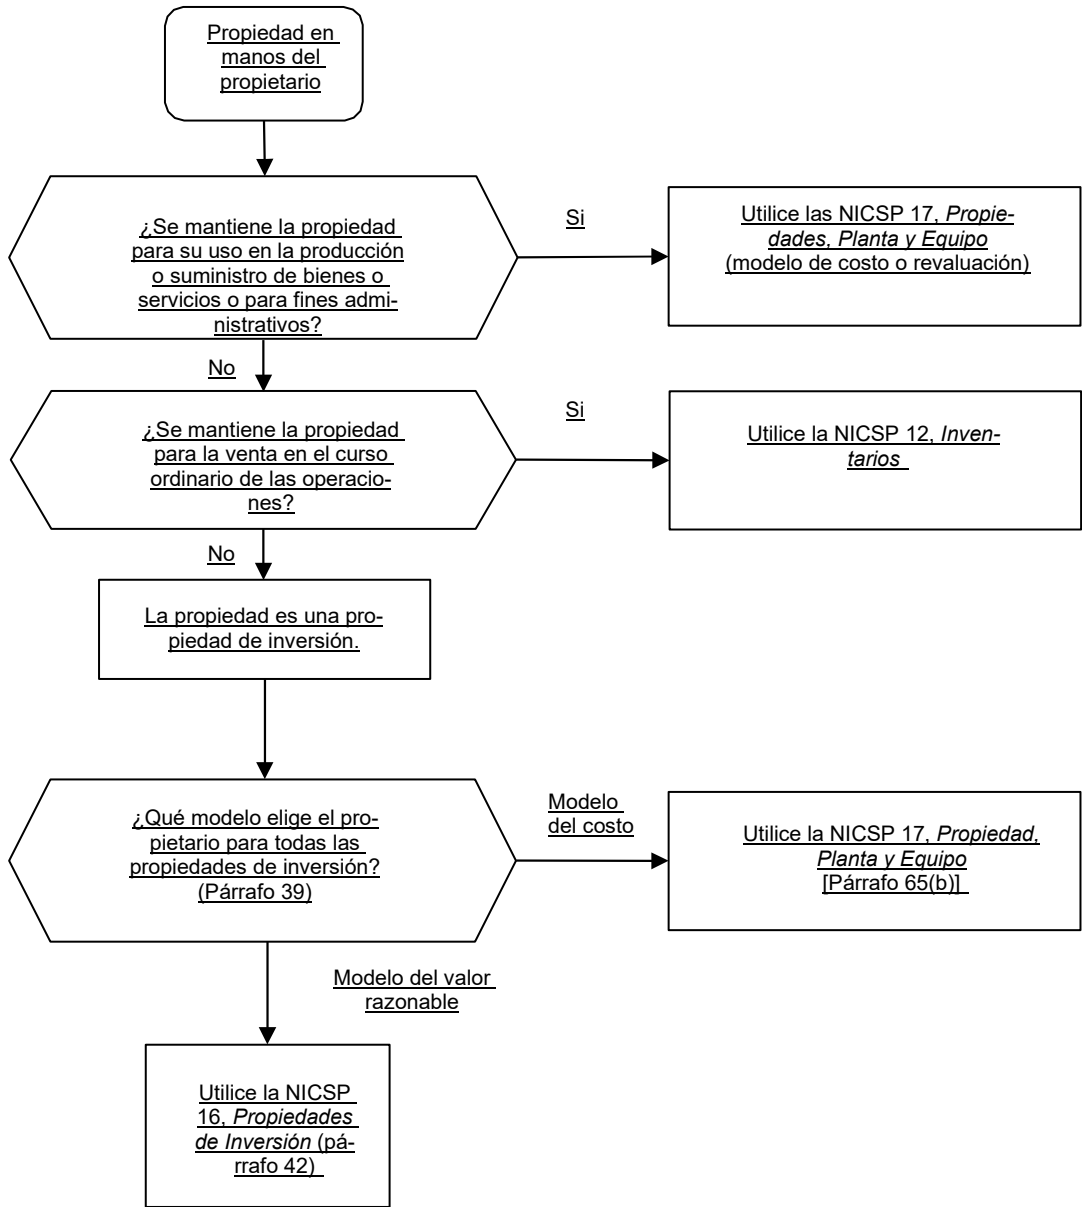 Propiedad en
manos del
propietario
¿Se mantiene la propiedad
para su uso en la producción
o suministro de bienes o
servicios o para fines admi-
nistrativos?
Si
Utilice las NICSP 17, Propie-
dades, Planta y Equipo
(modelo de costo o revaluación)
No
¿Se mantiene la propiedad
para la venta en el curso
ordinario de las operacio-
nes?
Si
Utilice la NICSP 12, Inven-
tarios
No
La propiedad es una pro-
piedad de inversión.
¿Qué modelo elige el pro-
pietario para todas las
propiedades de inversión?
(Párrafo 39)
Modelo
del costo
Utilice la NICSP 17, Propiedad,
Planta y Equipo
[Párrafo 65(b)]
Modelo del valor
razonable
Utilice la NICSP
16, Propiedades
de Inversión (pá-
rrafo 42)